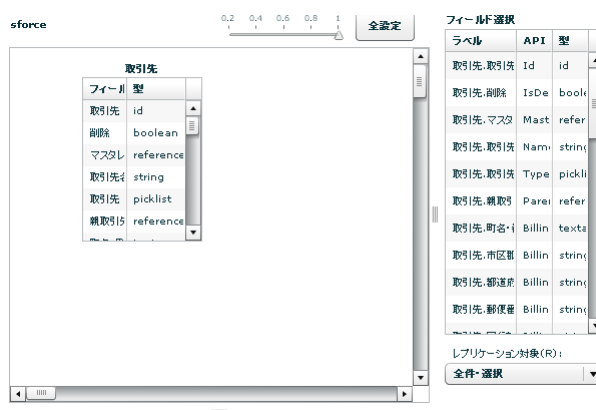 sforce
0.2 0.4 0.6 0.8 1
全設定
取引先
フィール 型
取引先 id
削除 boolean
マスタレ reference
取引先名 string
取引先 picklist
親取引先 reference
フィールド選択
ラベル API 型
取引先.取引先 Id id
取引先.削除 IsDe boole
取引先.マスタ Mast refer
取引先.取引先 Nam string
取引先.取引先 Type pickli
取引先.親取引 Pare refer
取引先.町名・ Billin texta
取引先.市区郡 Billin string
取引先.都道府 Billin string
取引先.郵便番 Billin string
レプリケーション対象(R):
全件・選択